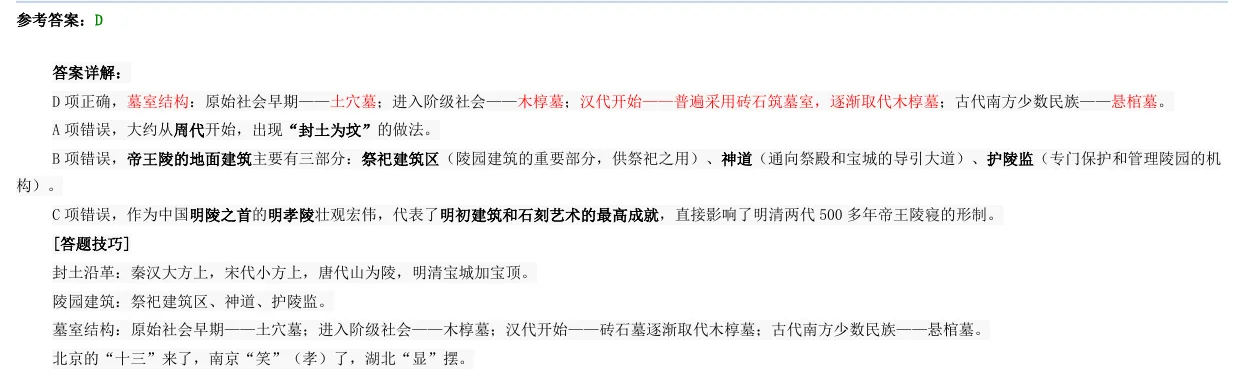 参考答案：D
答案详解：
D 项正确，墓室结构：原始社会早期——土穴墓；进入阶级社会——木椁墓；汉代开始——普遍采用砖石筑墓室，逐渐取代木椁墓；古代南方少数民族——悬棺墓。
A 项错误，大约从周代开始，出现“封土为坟”的做法。
B 项错误，帝王陵的地面建筑主要有三部分：祭祀建筑区（陵园建筑的重要部分，供祭祀之用）、神道（通向祭殿和宝城的导引大道）、护陵监（专门保护和管理陵园的机
构）。
C 项错误，作为中国明陵之首的明孝陵壮观宏伟，代表了明初建筑和石刻艺术的最高成就，直接影响了明清两代 500 多年帝王陵寝的形制。
[答题技巧]
封土沿革：秦汉大方上，宋代小方上，唐代山为陵，明清宝城加宝顶。
陵园建筑：祭祀建筑区、神道、护陵监。
墓室结构：原始社会早期——土穴墓；进入阶级社会——木椁墓；汉代开始——砖石墓逐渐取代木椁墓；古代南方少数民族——悬棺墓。
北京的“十三”来了，南京“笑”（孝）了，湖北“显”摆。